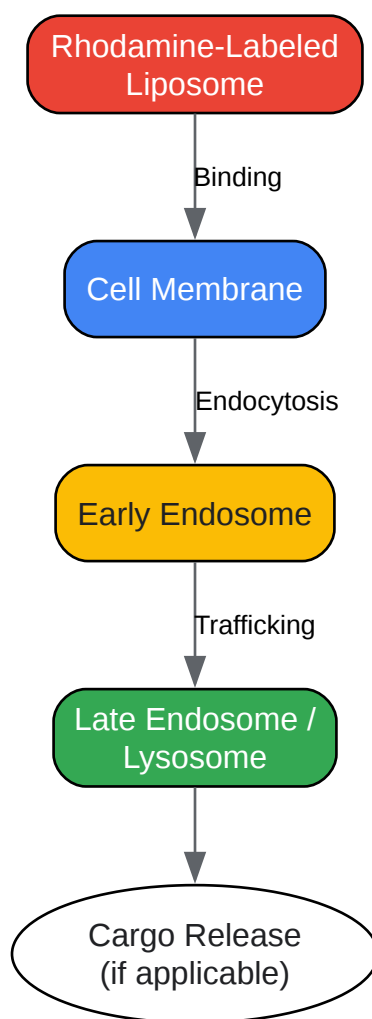 Rhodamine-Labeled
Liposome
Binding
Cell Membrane
Endocytosis
Early Endosome
Trafficking
Late Endosome /
Lysosome
Cargo Release
(if applicable)